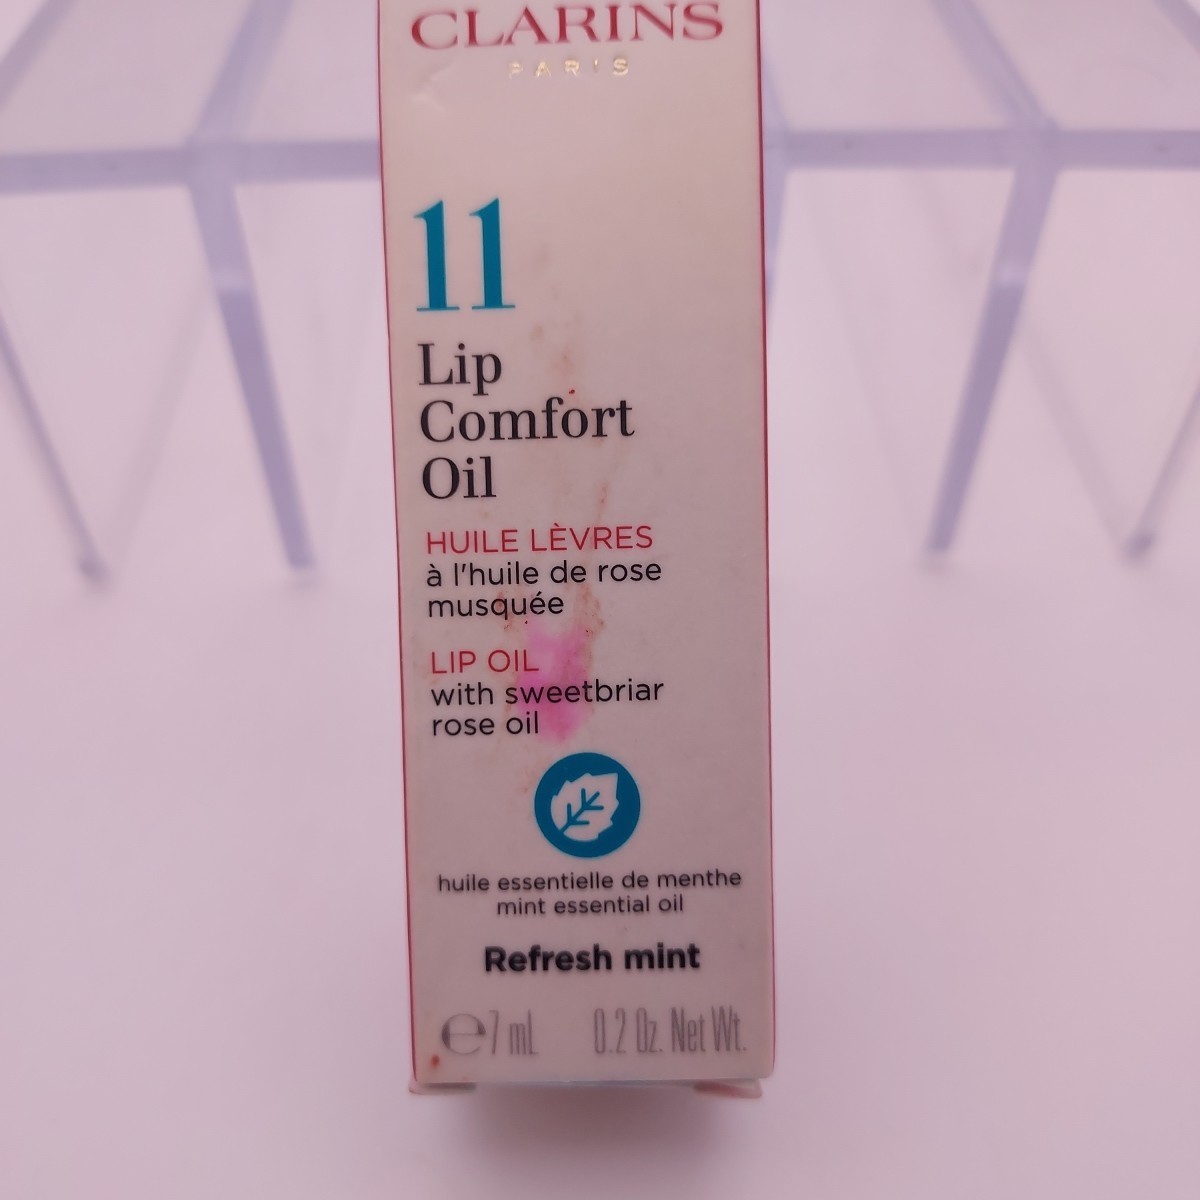 CLARINS
PARIS
11
Lip
Comfort
Oil
HUILE LÈVRES
à l'huile de rose
musquée
LIP OIL
with sweetbriar
rose oil
huile essentielle de menthe
mint essential oil
Refresh mint
℮7 mL 0.2 Oz. Net Wt.